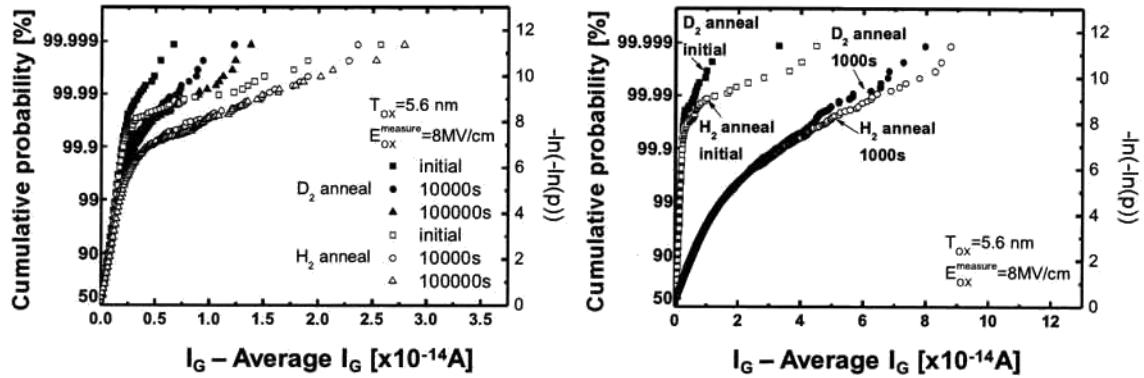 Cumulative probability [%]
99.999
99.99
99.9
99
90
50
12
10
8
6
4
2
0
-ln(-ln(p))
T_OX=5.6 nm
E_OX^measure=8MV/cm
D₂ anneal
initial
10000s
100000s
H₂ anneal
initial
10000s
100000s
0.0 0.5 1.0 1.5 2.0 2.5 3.0 3.5
I_G – Average I_G [x10⁻¹⁴A]
Cumulative probability [%]
99.999
99.99
99.9
99
90
50
12
10
8
6
4
2
0
-ln(-ln(p))
D₂ anneal
initial
D₂ anneal
1000s
H₂ anneal
initial
H₂ anneal
1000s
T_OX=5.6 nm
E_OX^measure=8MV/cm
0 2 4 6 8 10 12
I_G – Average I_G [x10⁻¹⁴A]